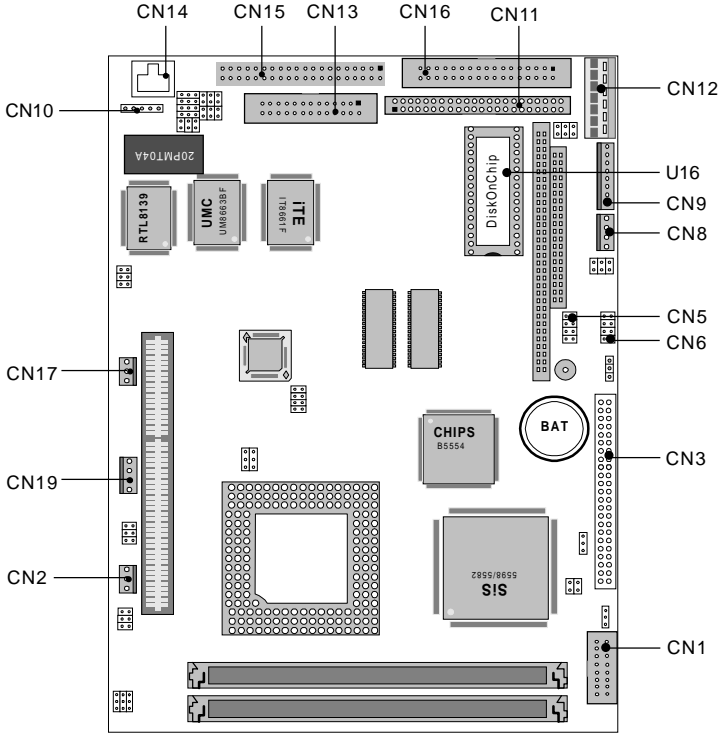 CN14
CN15
CN13
CN16
CN11
CN10
CN12
20PMT04A
U16
DiskOnChip
CN9
RTL8139
UMC
UM8663BF
iTE
IT8661F
CN8
CN5
CN6
CN17
CHIPS
B5554
BAT
CN3
CN19
CN2
5598/5582
SiS
CN1